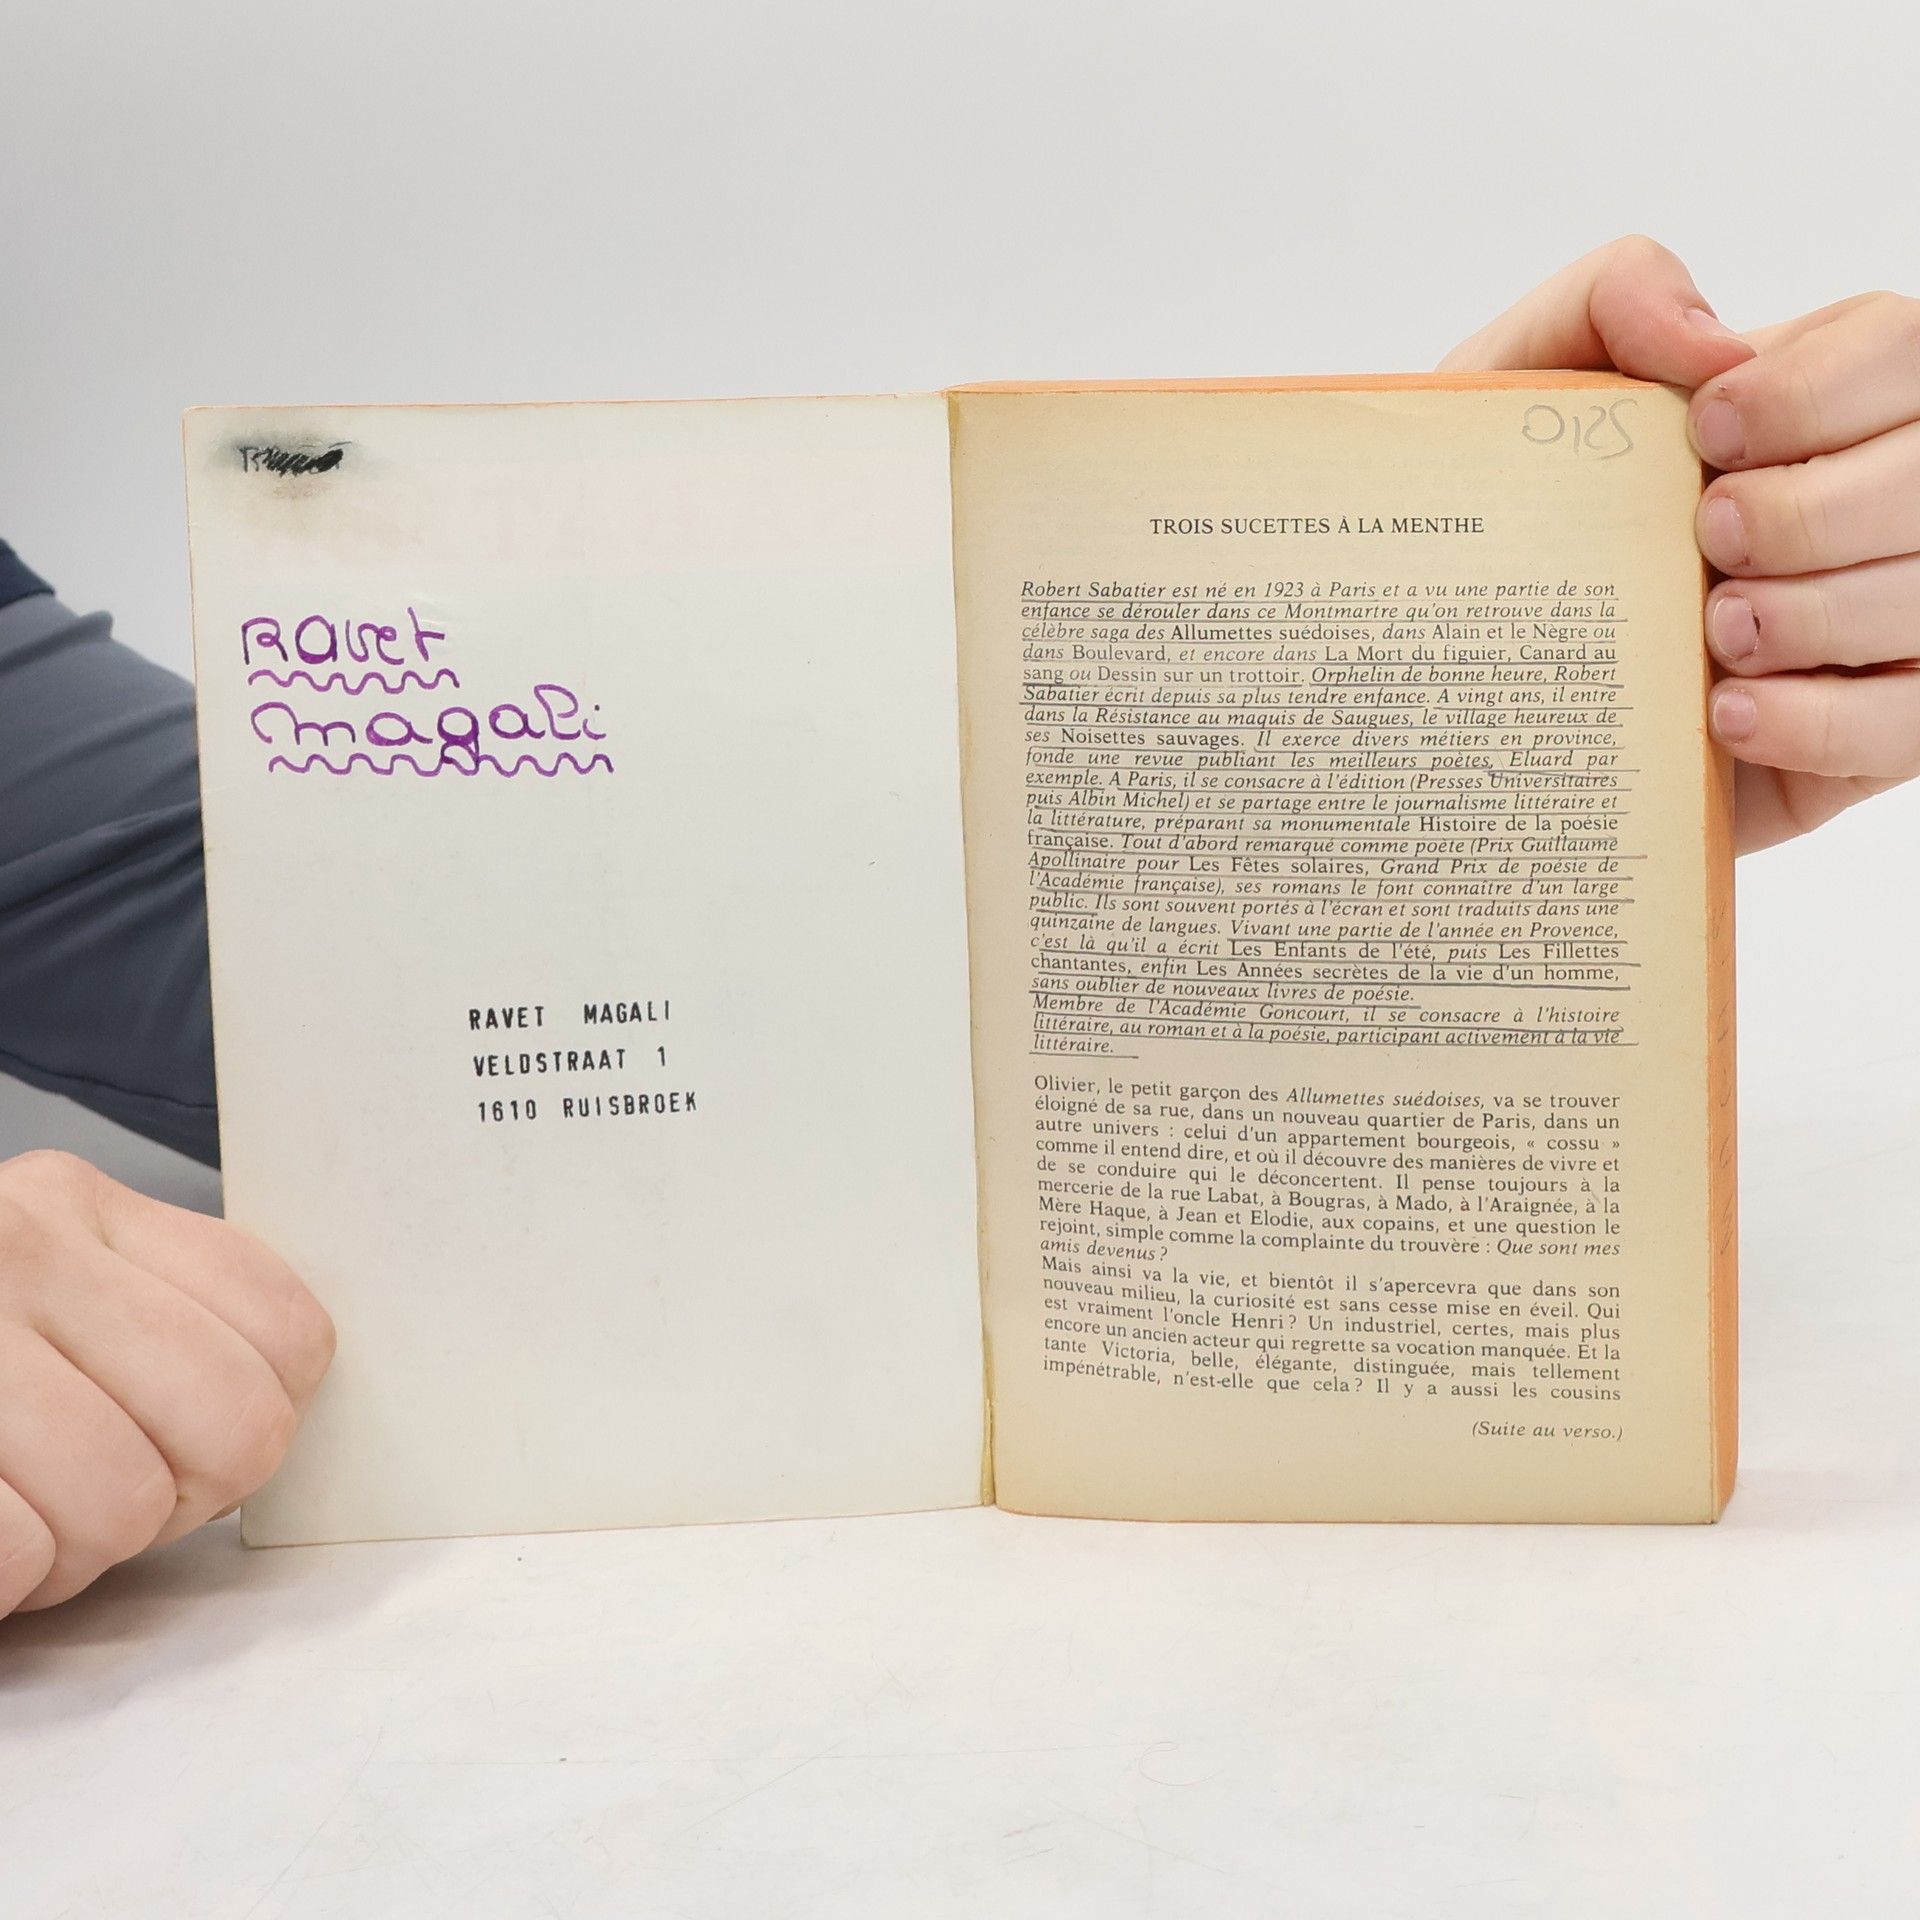 Ravet
magali
RAVET MAGALI
VELDSTRAAT 1
1610 RUISBROEK
TROIS SUCETTES À LA MENTHE
Robert Sabatier est né en 1923 à Paris et a vu une partie de son
enfance se dérouler dans ce Montmartre qu'on retrouve dans la
célèbre saga des Allumettes suédoises, dans Alain et le Nègre ou
dans Boulevard, et encore dans La Mort du figuier, Canard au
sang ou Dessin sur un trottoir. Orphelin de bonne heure, Robert
Sabatier écrit depuis sa plus tendre enfance. A vingt ans, il entre
dans la Résistance au maquis de Saugues, le village heureux de
ses Noisettes sauvages. Il exerce divers métiers en province,
fonde une revue publiant les meilleurs poètes, Eluard par
exemple. A Paris, il se consacre à l'édition (Presses Universitaires
puis Albin Michel) et se partage entre le journalisme littéraire et
la littérature, préparant sa monumentale Histoire de la poésie
française. Tout d'abord remarqué comme poète (Prix Guillaume
Apollinaire pour Les Fêtes solaires, Grand Prix de poésie de
l'Académie française), ses romans le font connaître d'un large
public. Ils sont souvent portés à l'écran et sont traduits dans une
quinzaine de langues. Vivant une partie de l'année en Provence,
c'est là qu'il a écrit Les Enfants de l'été, puis Les Fillettes
chantantes, enfin Les Années secrètes de la vie d'un homme,
sans oublier de nouveaux livres de poésie.
Membre de l'Académie Goncourt, il se consacre à l'histoire
littéraire, au roman et à la poésie, participant activement à la vie
littéraire.
Olivier, le petit garçon des Allumettes suédoises, va se trouver
éloigné de sa rue, dans un nouveau quartier de Paris, dans un
autre univers : celui d'un appartement bourgeois, « cossu »
comme il entend dire, et où il découvre des manières de vivre et
de se conduire qui le déconcertent. Il pense toujours à la
mercerie de la rue Labat, à Bougras, à Mado, à l'Araignée, à la
Mère Haque, à Jean et Elodie, aux copains, et une question le
rejoint, simple comme la complainte du trouvère : Que sont mes
amis devenus ?
Mais ainsi va la vie, et bientôt il s'apercevra que dans son
nouveau milieu, la curiosité est sans cesse mise en éveil. Qui
est vraiment l'oncle Henri ? Un industriel, certes, mais plus
encore un ancien acteur qui regrette sa vocation manquée. Et la
tante Victoria, belle, élégante, distinguée, mais tellement
impénétrable, n'est-elle que cela ? Il y a aussi les cousins
(Suite au verso.)